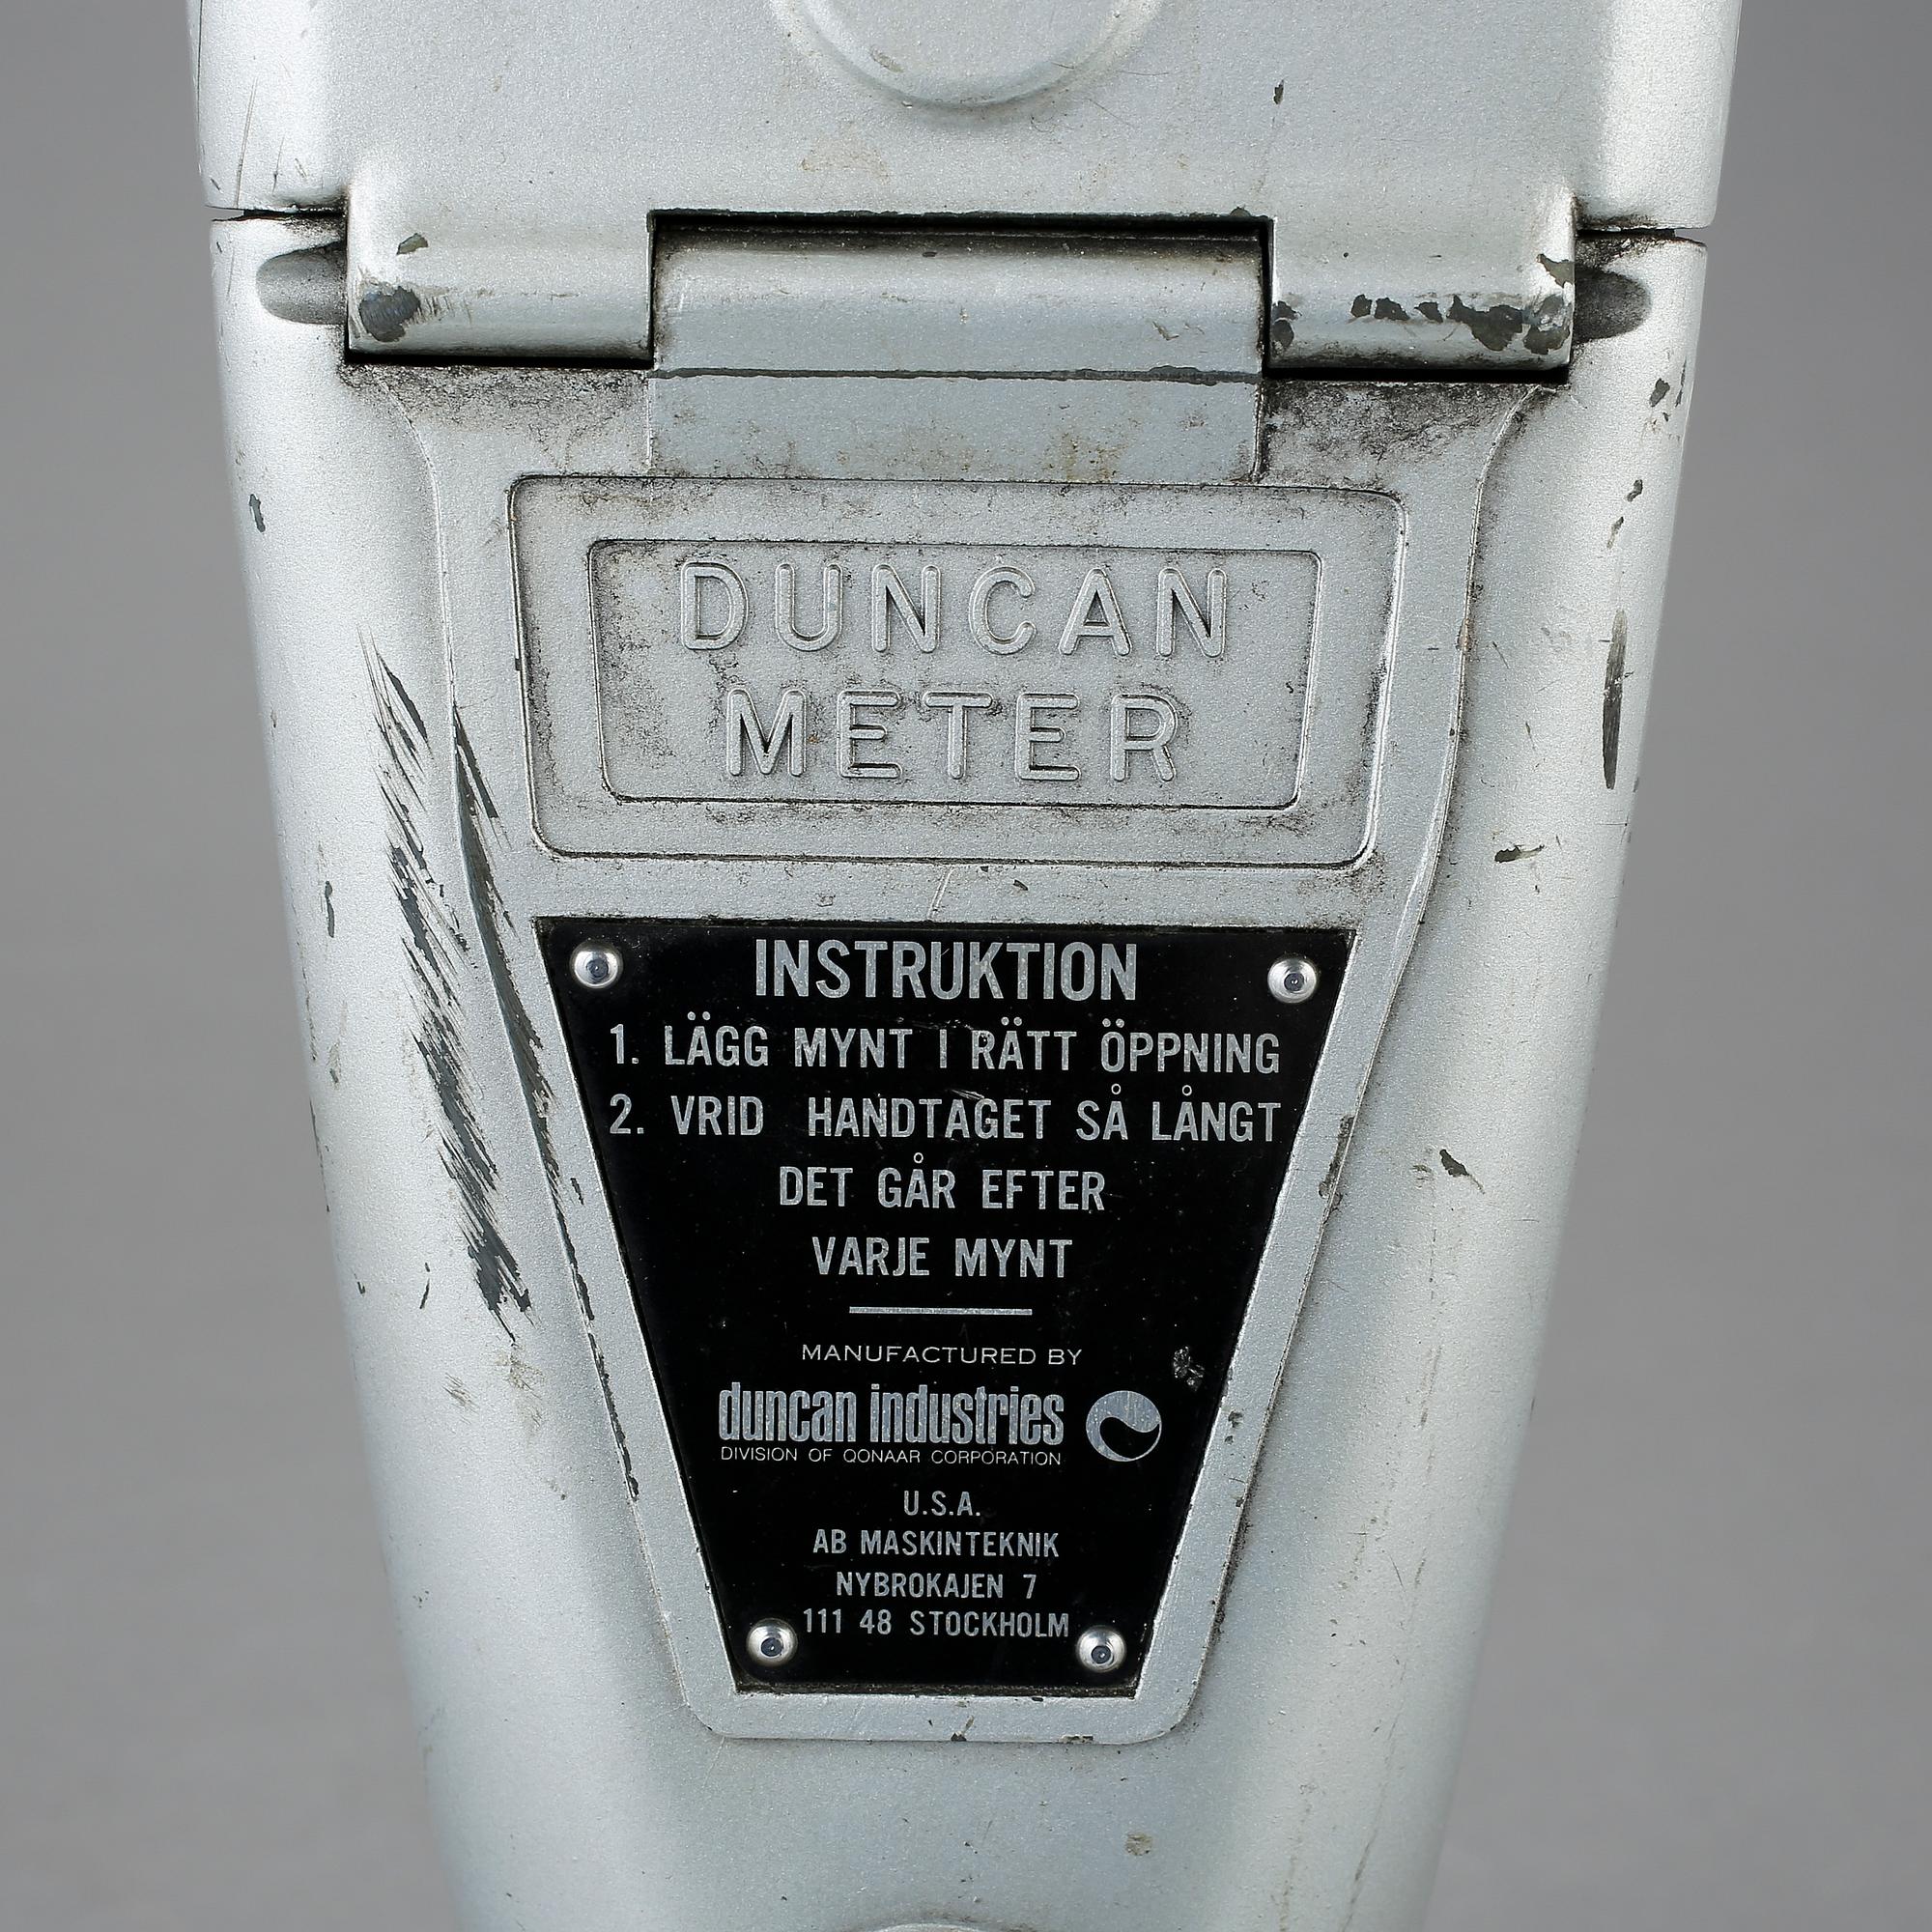 DUNCAN
METER
INSTRUKTION
1. LÄGG MYNT I RÄTT ÖPPNING
2. VRID HANDTAGET SÅ LÅNGT
DET GÅR EFTER
VARJE MYNT
MANUFACTURED BY
duncan industries
DIVISION OF QONAAR CORPORATION
U.S.A.
AB MASKINTEKNIK
NYBROKAJEN 7
111 48 STOCKHOLM